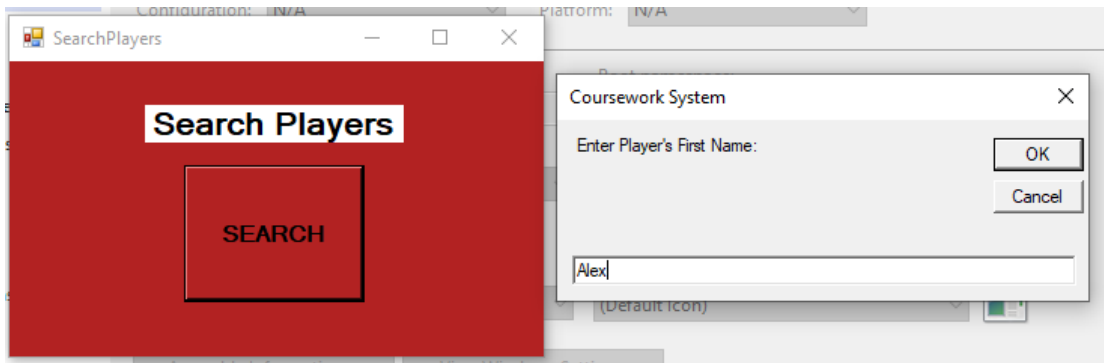 Configuration: N/A
Platform: N/A
SearchPlayers
Search Players
SEARCH
Coursework System
Enter Player's First Name:
OK
Cancel
Alex
(Default Icon)